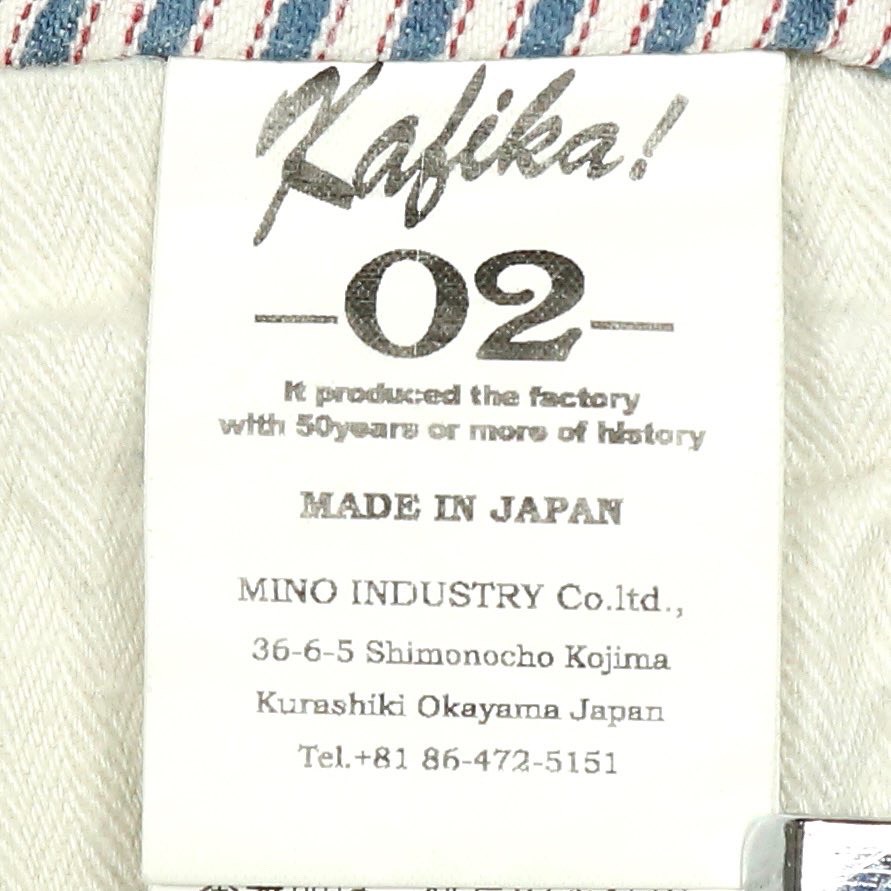 Kafika!
—02—
It produced the factory
with 50years or more of history
MADE IN JAPAN
MINO INDUSTRY Co.ltd.,
36-6-5 Shimonocho Kojima
Kurashiki Okayama Japan
Tel.+81 86-472-5151